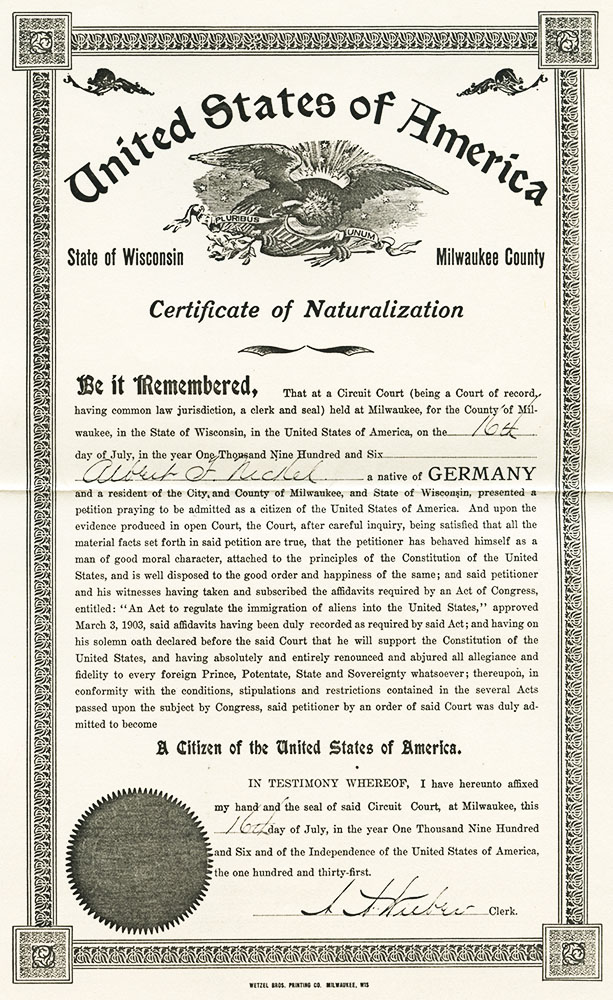 United States of America
PLURIBUS UNUM
State of Wisconsin Milwaukee County
Certificate of Naturalization
Be it Remembered, That at a Circuit Court (being a Court of record,
having common law jurisdiction, a clerk and seal) held at Milwaukee, for the County of Mil-
waukee, in the State of Wisconsin, in the United States of America, on the 16th
day of July, in the year One Thousand Nine Hundred and Six
Albert F. Nickel a native of GERMANY
and a resident of the City and County of Milwaukee, and State of Wisconsin, presented a
petition praying to be admitted as a citizen of the United States of America. And upon the
evidence produced in open Court, the Court, after careful inquiry, being satisfied that all the
material facts set forth in said petition are true, that the petitioner has behaved himself as a
man of good moral character, attached to the principles of the Constitution of the United
States, and is well disposed to the good order and happiness of the same; and said petitioner
and his witnesses having taken and subscribed the affidavits required by an Act of Congress,
entitled: "An Act to regulate the immigration of aliens into the United States," approved
March 3, 1903, said affidavits having been duly recorded as required by said Act; and having on
his solemn oath declared before the said Court that he will support the Constitution of the
United States, and having absolutely and entirely renounced and abjured all allegiance and
fidelity to every foreign Prince, Potentate, State and Sovereignty whatsoever; thereupon, in
conformity with the conditions, stipulations and restrictions contained in the several Acts
passed upon the subject by Congress, said petitioner by an order of said Court was duly ad-
mitted to become
A Citizen of the United States of America.
IN TESTIMONY WHEREOF, I have hereunto affixed
my hand and the seal of said Circuit Court, at Milwaukee, this
16th day of July, in the year One Thousand Nine Hundred
and Six and of the Independence of the United States of America,
the one hundred and thirty-first.
Clerk.
WETZEL BROS. PRINTING CO. MILWAUKEE, WIS